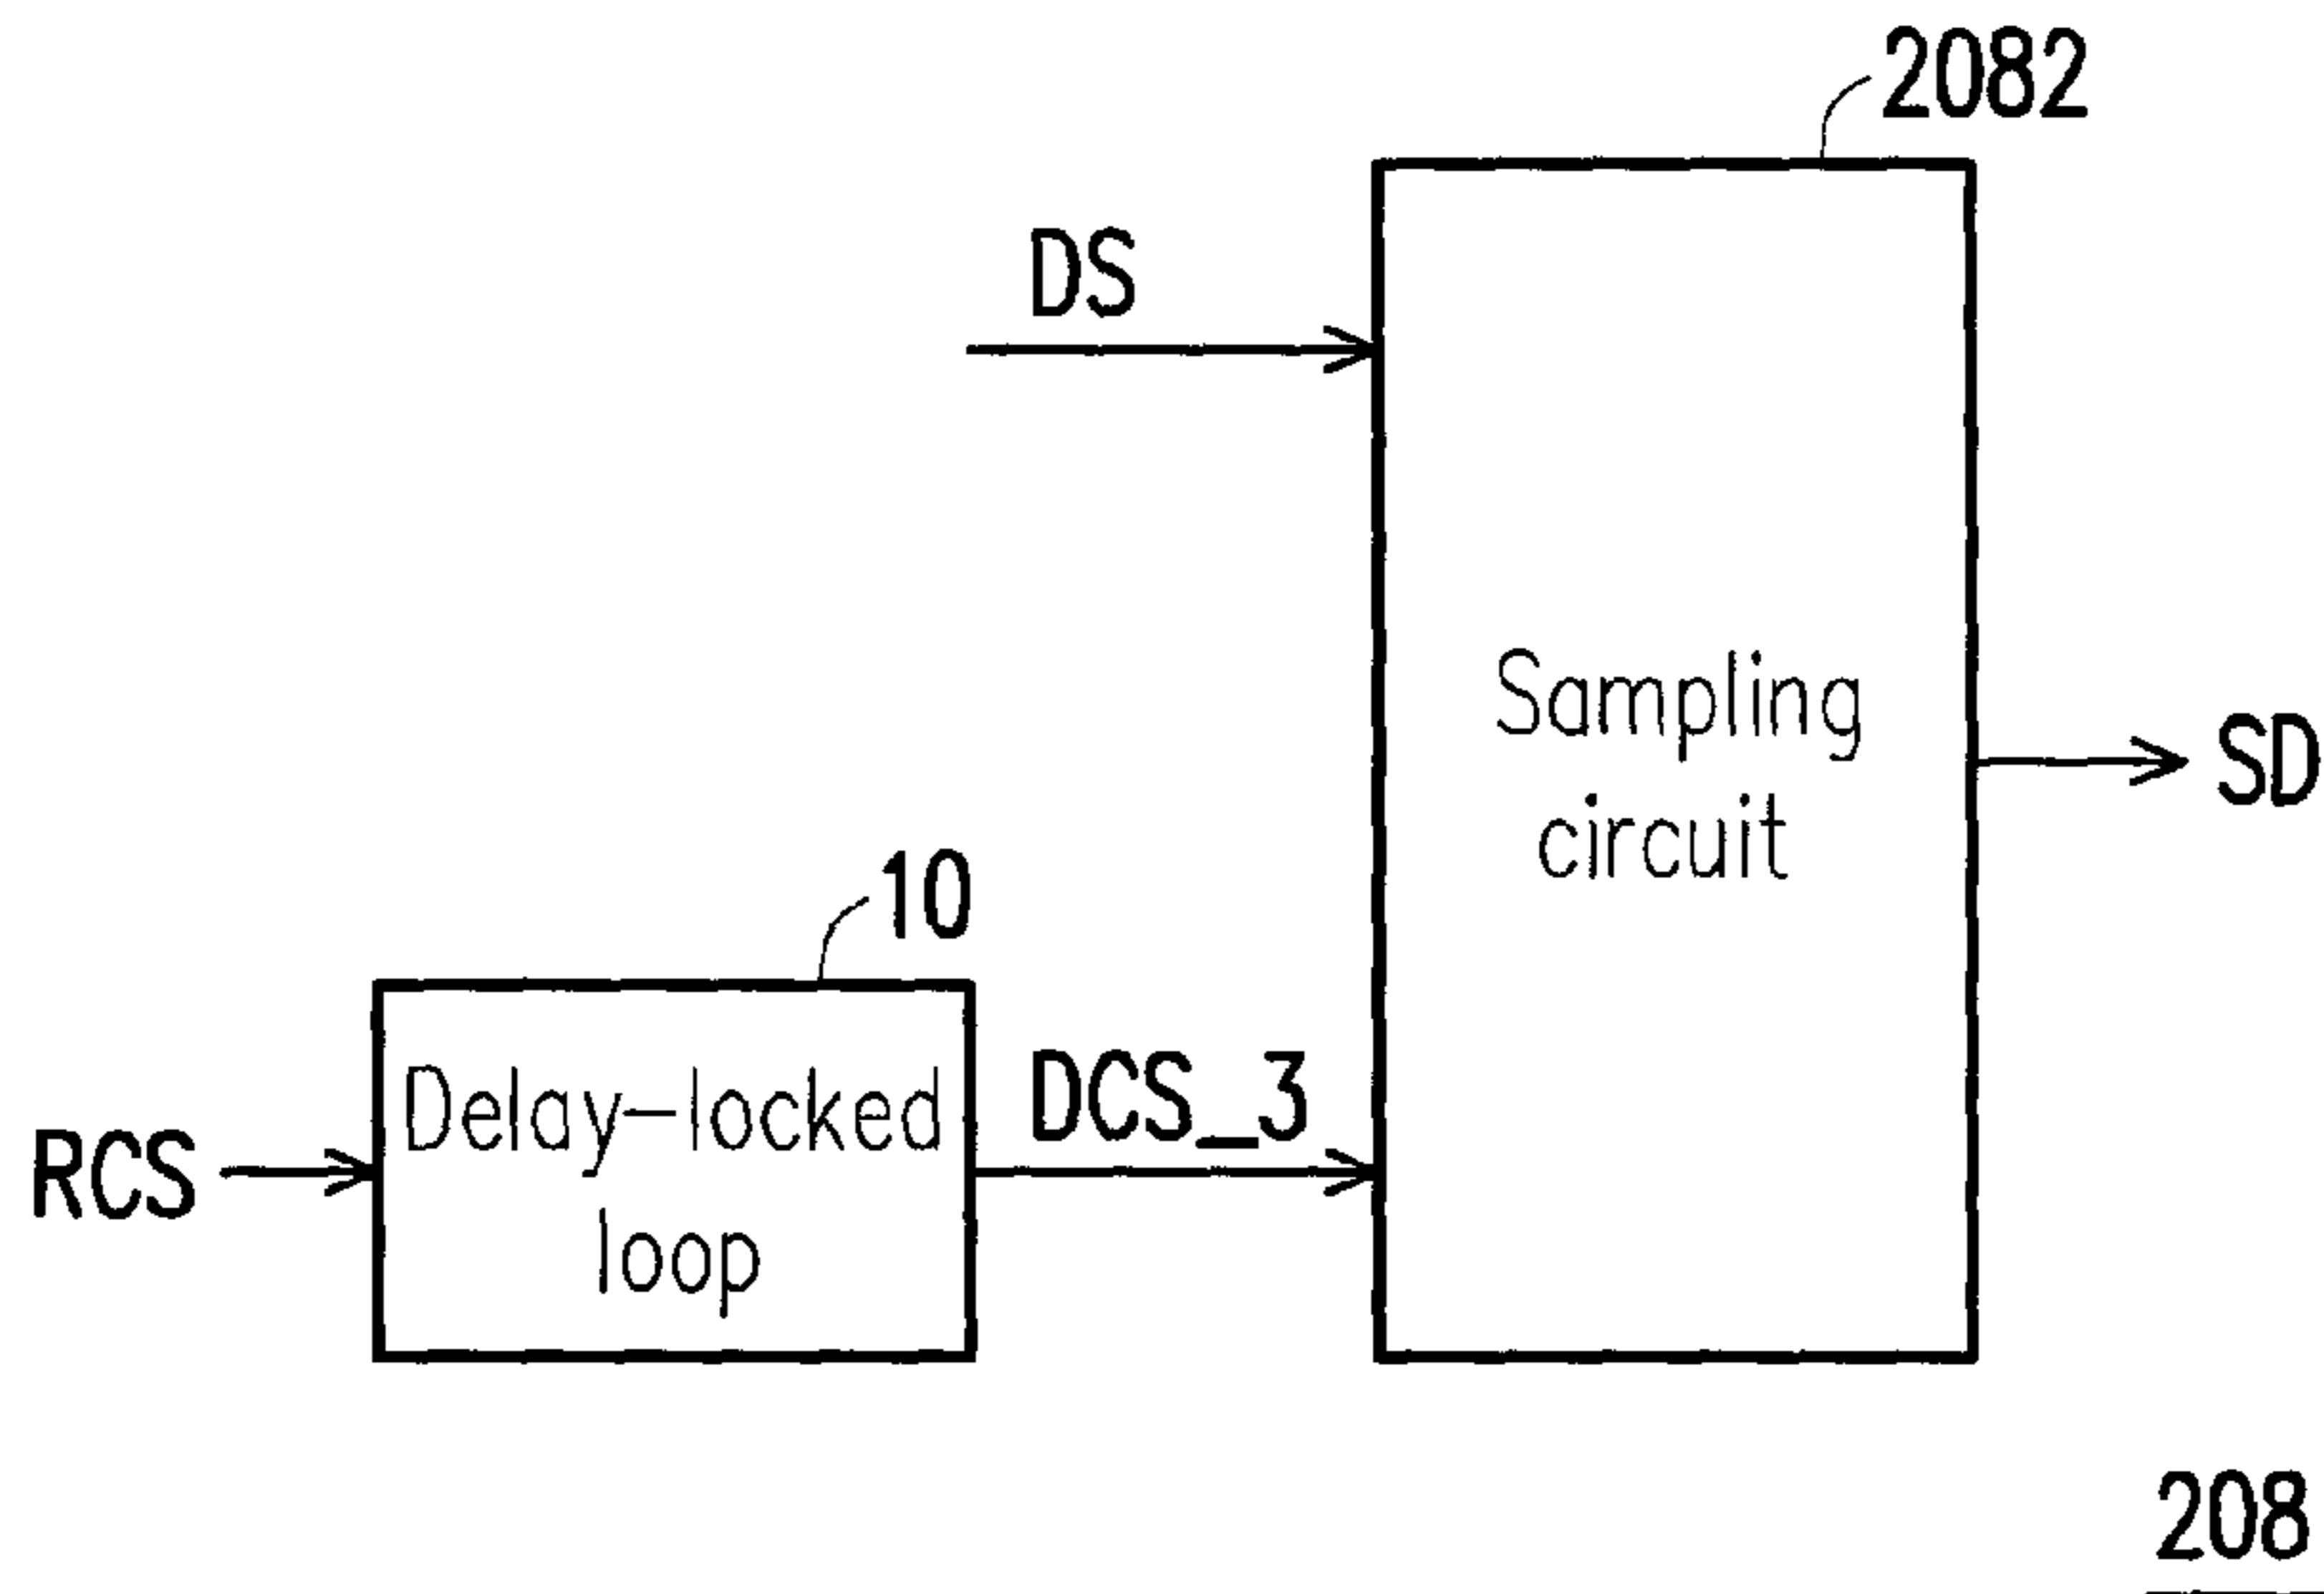 2082
DS
Sampling
circuit
SD
10
Delay-locked
loop
DCS_3
RCS
208